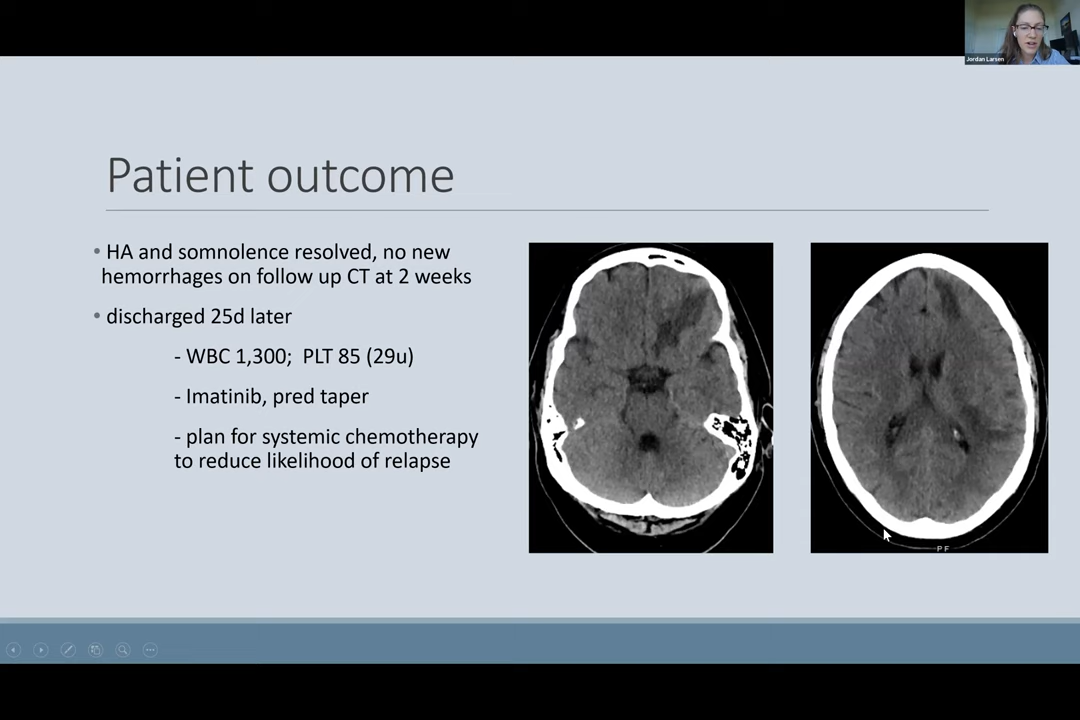 Jordan Larsen
Patient outcome
• HA and somnolence resolved, no new
hemorrhages on follow up CT at 2 weeks
• discharged 25d later
- WBC 1,300; PLT 85 (29u)
- Imatinib, pred taper
- plan for systemic chemotherapy
to reduce likelihood of relapse
P F